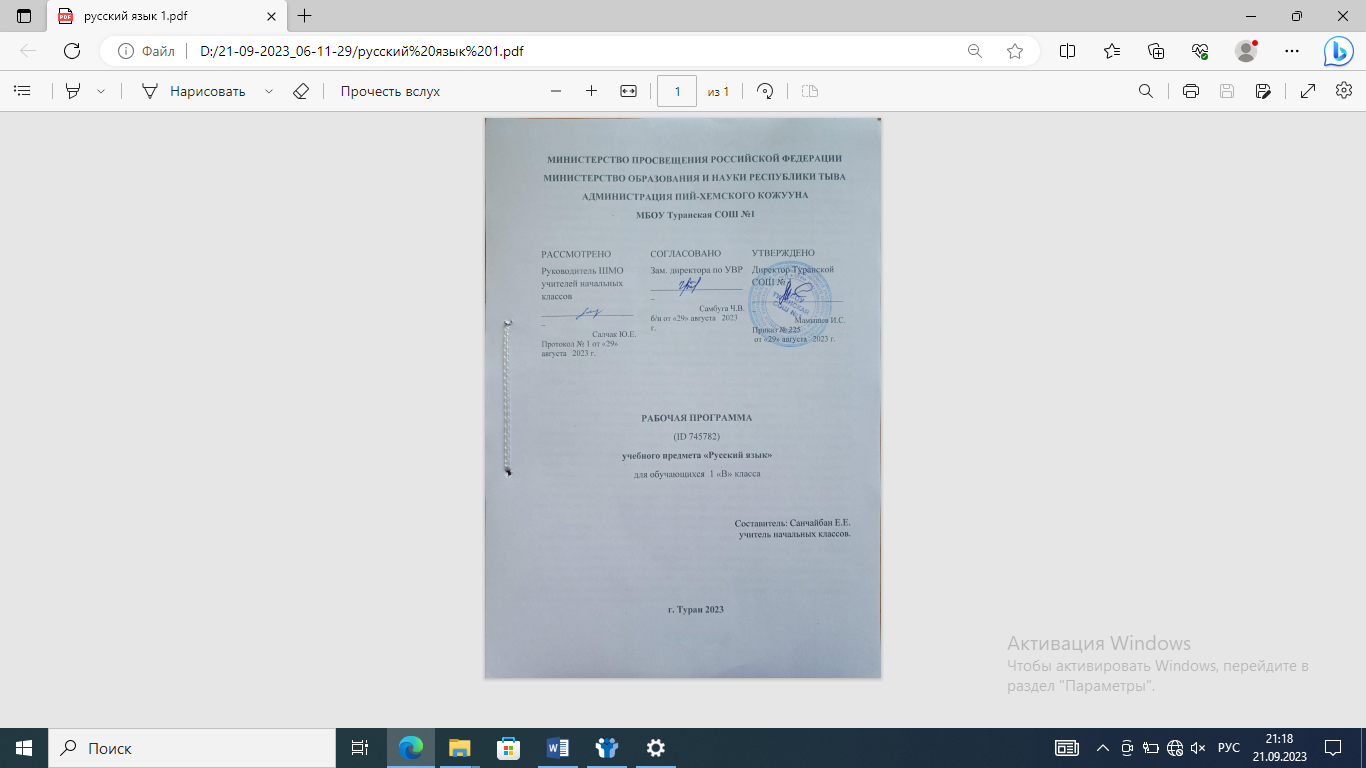 русский язык 1.pdf
Файл
D:/21-09-2023_06-11-29/русский%20язык%201.pdf
Нарисовать
Прочесть вслух
1
из 1
МИНИСТЕРСТВО ПРОСВЕЩЕНИЯ РОССИЙСКОЙ ФЕДЕРАЦИИ
МИНИСТЕРСТВО ОБРАЗОВАНИЯ И НАУКИ РЕСПУБЛИКИ ТЫВА
АДМИНИСТРАЦИЯ ПИЙ-ХЕМСКОГО КОЖУУНА
МБОУ Туранская СОШ №1
РАССМОТРЕНО
Руководитель ШМО
учителей начальных
классов
Салчак Ю.Е.
Протокол № 1 от «29»
августа 2023 г.
СОГЛАСОВАНО
Зам. директора по УВР
Самбуга Ч.В.
б/н от «29» августа 2023
г.
УТВЕРЖДЕНО
Директор Туранской
СОШ №
И.С.
Приказ № 225
от «29» августа 2023 г.
ТУРАНСКАЯ
СОШ №1
РАБОЧАЯ ПРОГРАММА
(ID 745782)
учебного предмета «Русский язык»
для обучающихся 1 «В» класса
Составитель: Санчайбан Е.Е.
учитель начальных классов.
г. Туран 2023
Активация Windows
Чтобы активировать Windows, перейдите в
раздел "Параметры".
Поиск
РУС
21:18
21.09.2023